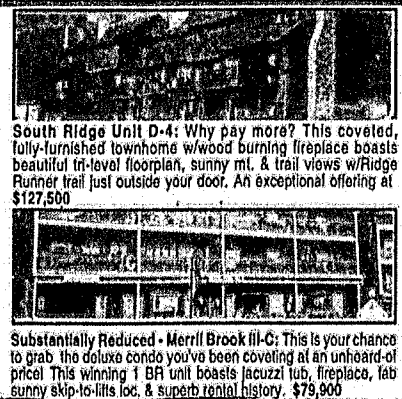 South Ridge Unit D-4: Why pay more? This coveted,
fully-furnished townhome w/wood burning fireplace boasts
beautiful tri-level floorplan, sunny mt. & trail views w/Ridge
Runner trail just outside your door. An exceptional offering at
$127,500
Substantially Reduced - Merrill Brook III-C: This is your chance
to grab the deluxe condo you've been coveting at an unheard-of
price! This winning 1 BR unit boasts jacuzzi tub, fireplace, fab
sunny skip-to-lifts loc. & superb rental history. $79,900